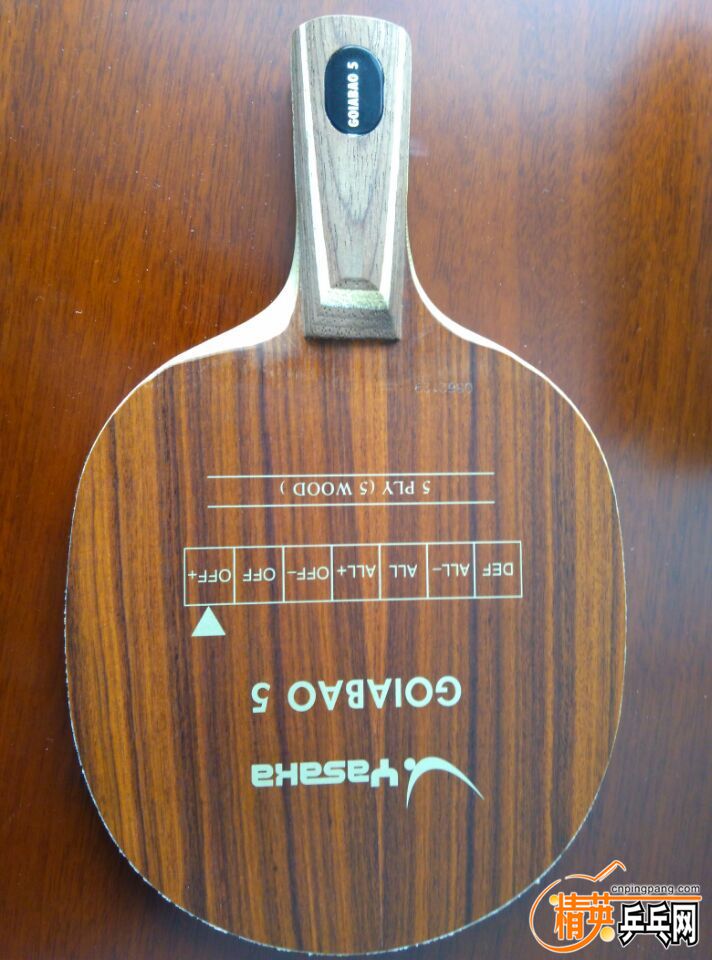 GOIABAO 5
Yasaka
GOIABAO 5
DEF ALL- ALL ALL+ OFF- OFF OFF+
5 PLY ( 5 WOOD )
cnpingpang.com
精英乒乓网